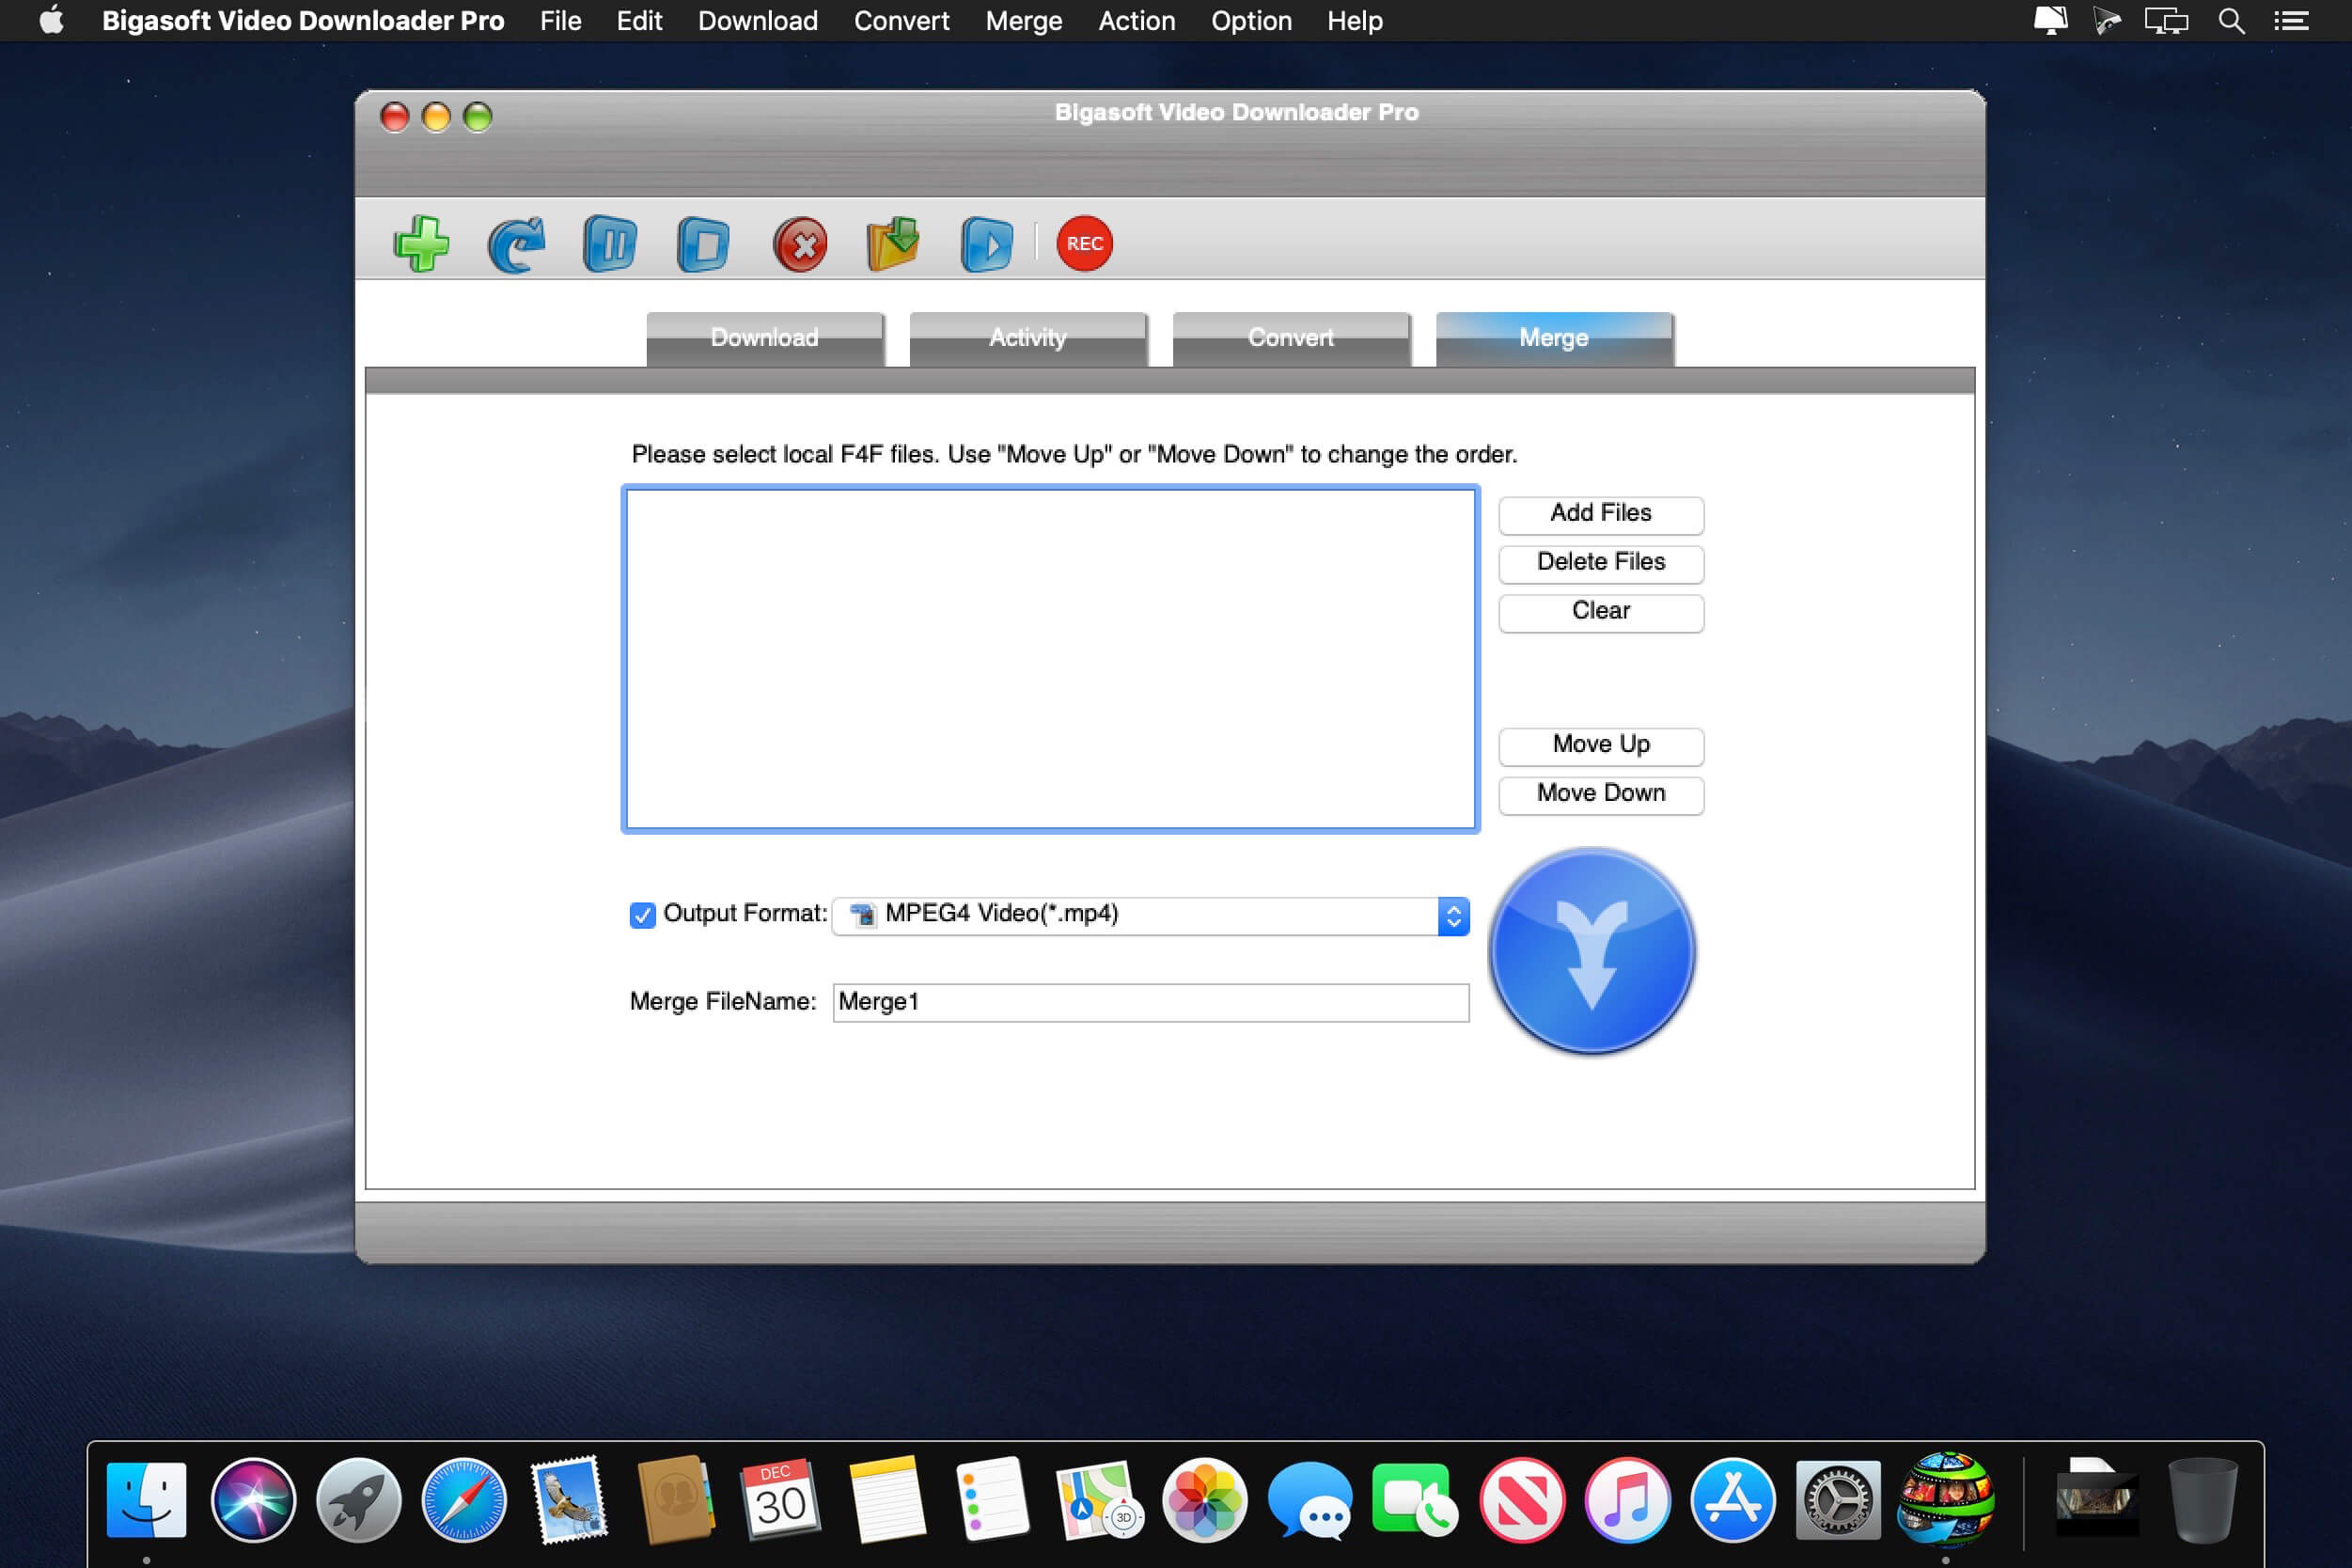 Bigasoft Video Downloader Pro File Edit Download Convert Merge Action Option Help
Bigasoft Video Downloader Pro
REC
Download Activity Convert Merge
Please select local F4F files. Use "Move Up" or "Move Down" to change the order.
Add Files
Delete Files
Clear
Move Up
Move Down
Output Format: MPEG4 Video(*.mp4)
Merge FileName: Merge1
DEC
30
3D